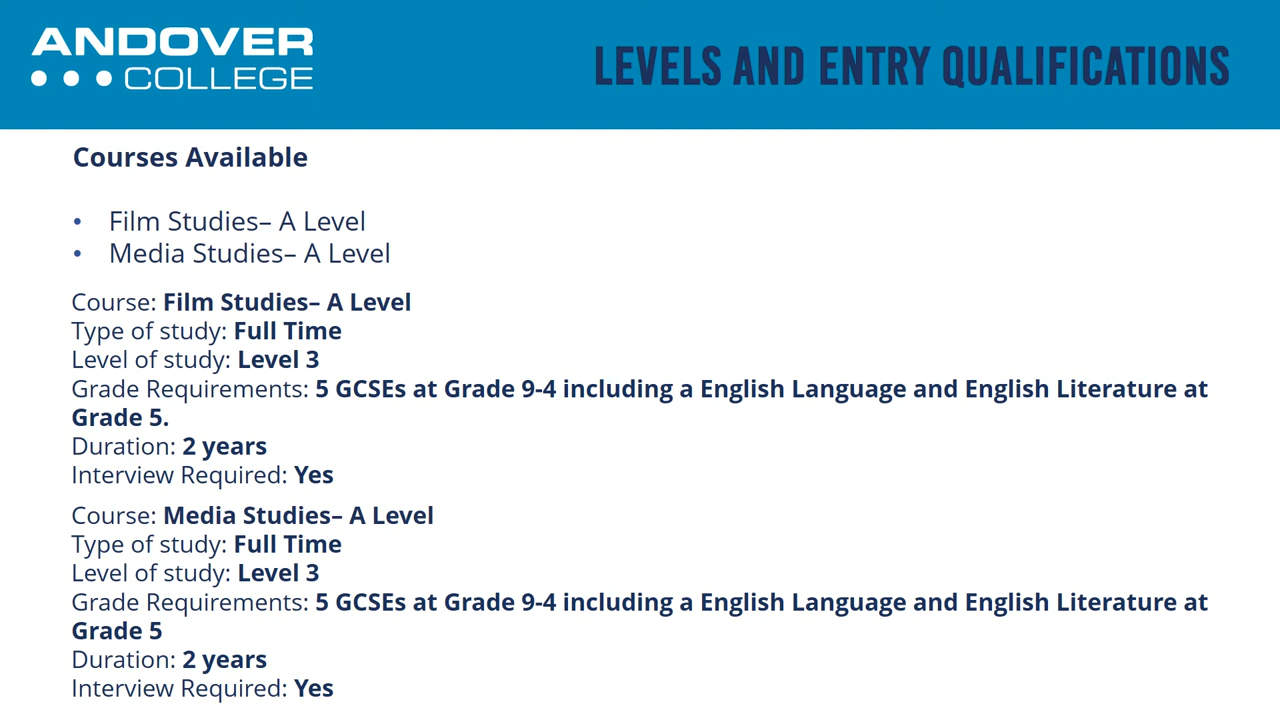 ANDOVER
COLLEGE
LEVELS AND ENTRY QUALIFICATIONS
Courses Available
• Film Studies– A Level
• Media Studies– A Level
Course: Film Studies– A Level
Type of study: Full Time
Level of study: Level 3
Grade Requirements: 5 GCSEs at Grade 9-4 including a English Language and English Literature at
Grade 5.
Duration: 2 years
Interview Required: Yes
Course: Media Studies– A Level
Type of study: Full Time
Level of study: Level 3
Grade Requirements: 5 GCSEs at Grade 9-4 including a English Language and English Literature at
Grade 5
Duration: 2 years
Interview Required: Yes